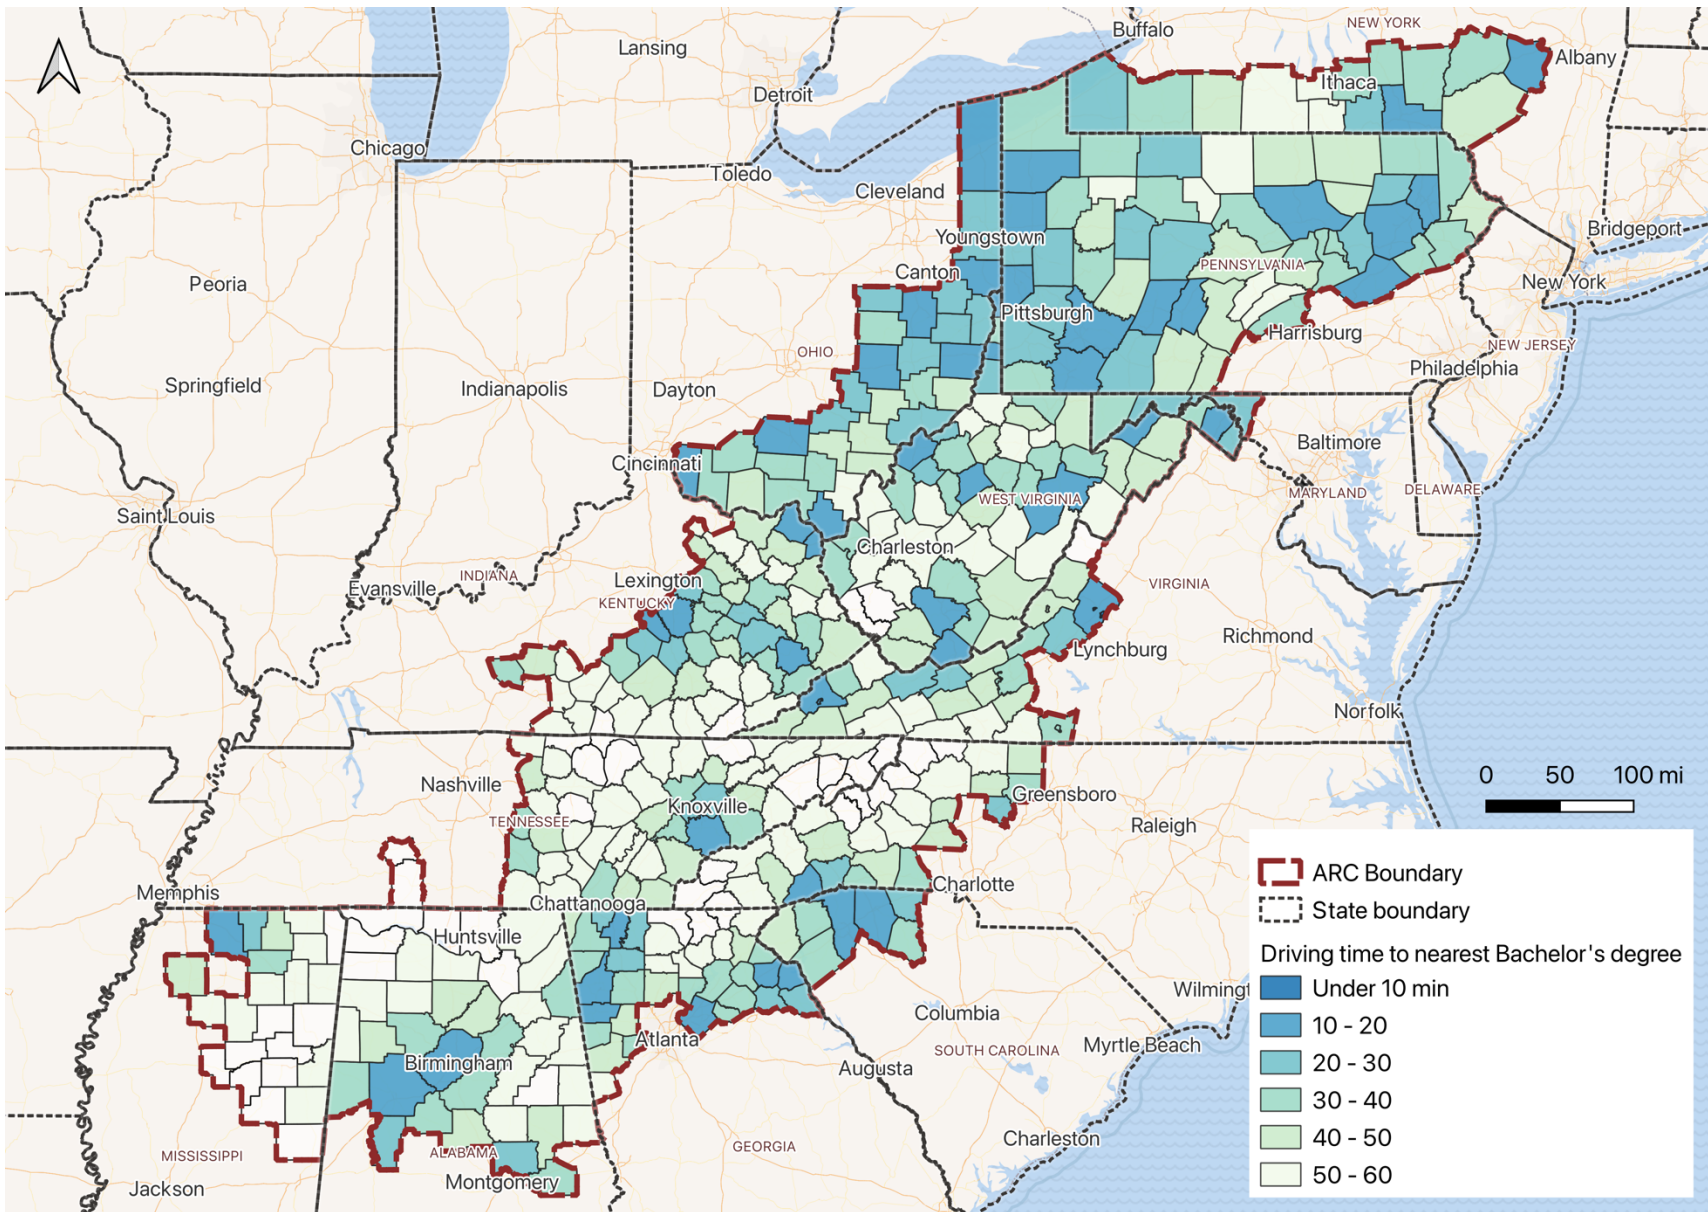 Buffalo
NEW YORK
Albany
Lansing
Ithaca
Detroit
Chicago
Toledo
Cleveland
Bridgeport
Youngstown
Canton
PENNSYLVANIA
Peoria
New York
Pittsburgh
Harrisburg
NEW JERSEY
OHIO
Philadelphia
Springfield
Indianapolis
Dayton
Baltimore
Cincinnati
WEST VIRGINIA
MARYLAND
DELAWARE
Saint Louis
Charleston
INDIANA
Lexington
VIRGINIA
Evansville
KENTUCKY
Richmond
Lynchburg
Norfolk
Nashville
0 50 100 mi
Knoxville
Greensboro
TENNESSEE
Raleigh
Memphis
Charlotte
Chattanooga
Huntsville
Wilmingt
Columbia
Atlanta
Myrtle Beach
SOUTH CAROLINA
Birmingham
Augusta
Charleston
GEORGIA
MISSISSIPPI
ALABAMA
Montgomery
Jackson
ARC Boundary
State boundary
Driving time to nearest Bachelor's degree
Under 10 min
10 - 20
20 - 30
30 - 40
40 - 50
50 - 60